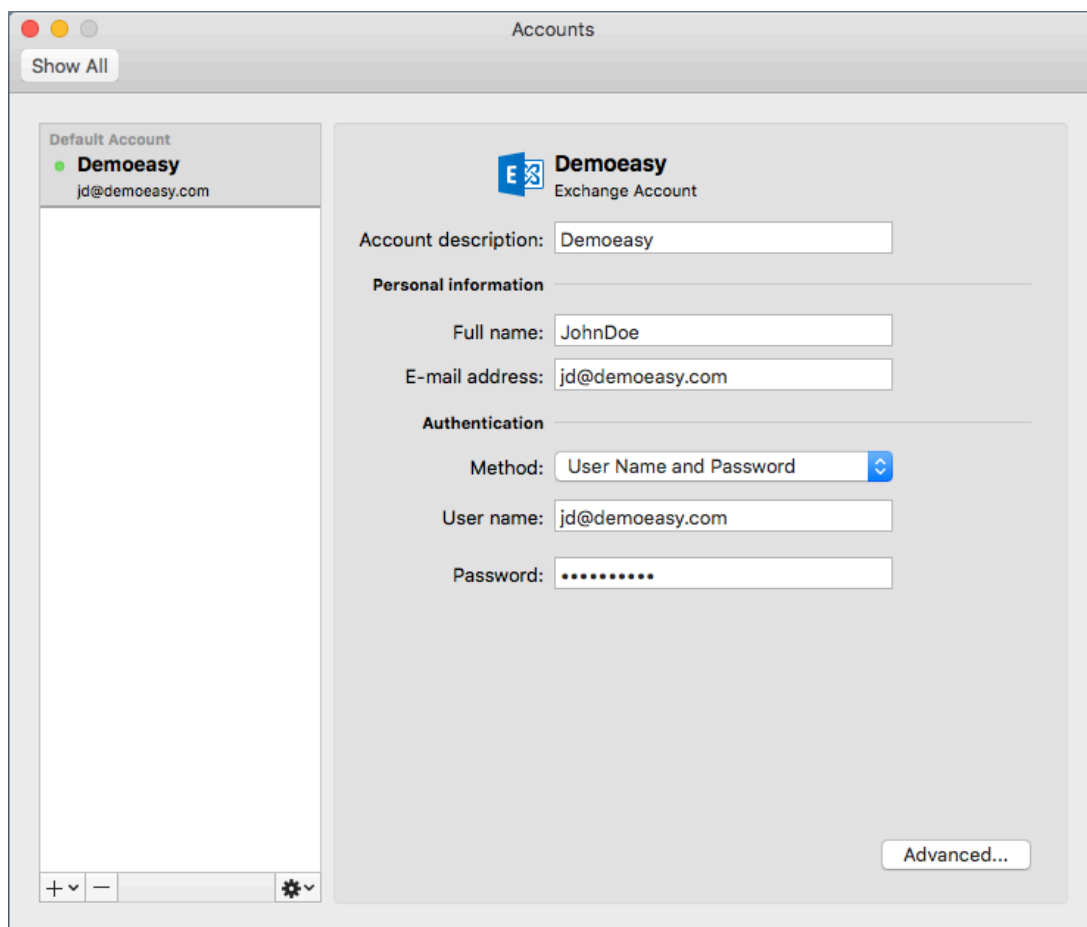 Accounts
Show All
Default Account
Demoeasy
jd@demoeasy.com
E
Demoeasy
Exchange Account
Account description: Demoeasy
Personal information
Full name: JohnDoe
E-mail address: jd@demoeasy.com
Authentication
Method: User Name and Password
User name: jd@demoeasy.com
Password: ••••••••••
Advanced...